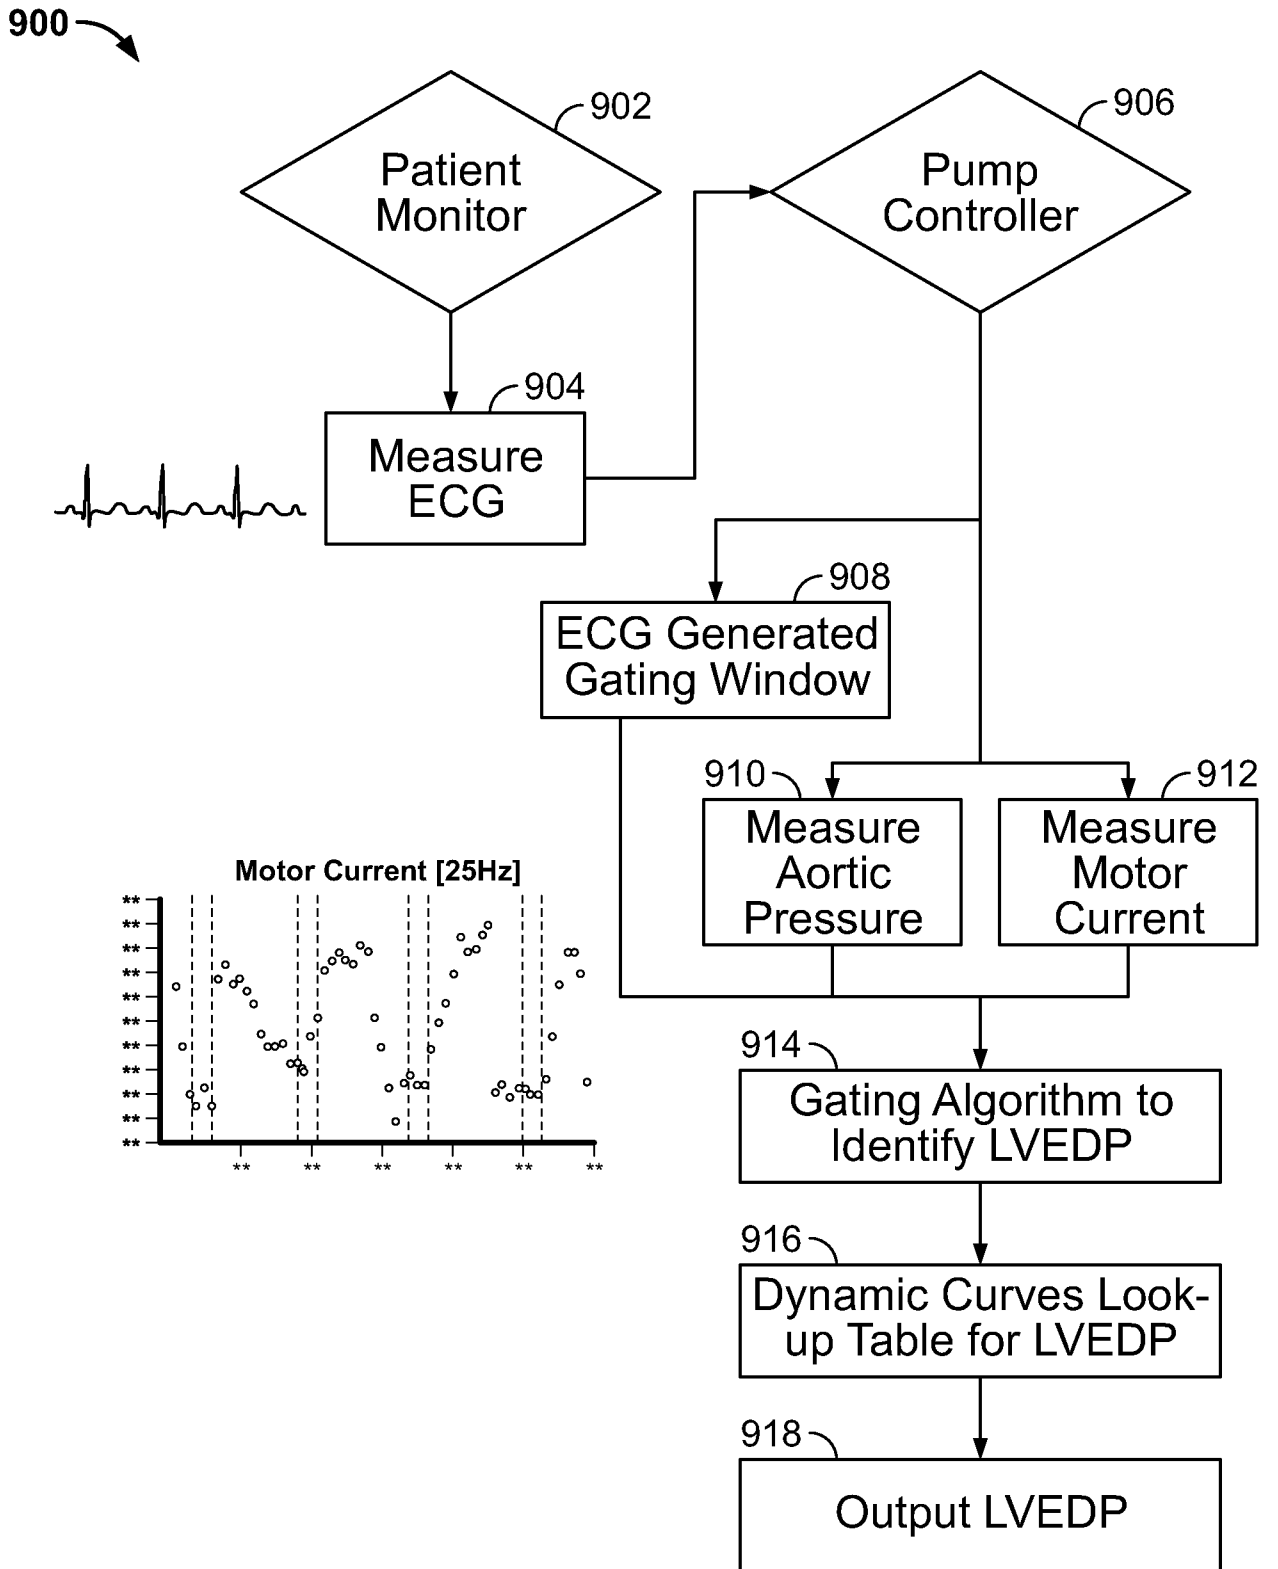 900
902
Patient
Monitor
906
Pump
Controller
904
Measure
ECG
908
ECG Generated
Gating Window
910
Measure
Aortic
Pressure
912
Measure
Motor
Current
Motor Current [25Hz]
**
**
**
**
**
**
**
**
**
**
**
** ** ** ** ** **
914
Gating Algorithm to
Identify LVEDP
916
Dynamic Curves Look-
up Table for LVEDP
918
Output LVEDP